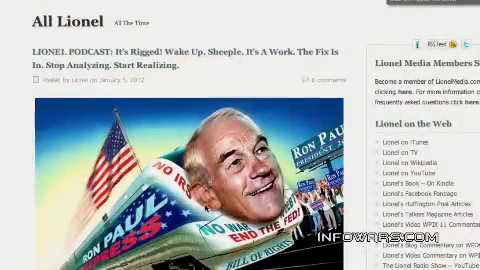 All Lionel
All The Time
LIONEL PODCAST: It's Rigged! Wake Up, Sheeple. It's A Work. The Fix Is
In. Stop Analyzing. Start Realizing.
Posted by Lionel on January 5, 2012
0 comments
RON PAUL
EXPRESS
NO WAR
END THE FED!
BILL OF RIGHTS
RON PAUL
PRESIDENT
RSS Feed
Lionel Media Members S
Become a member of LionelMedia.com
clicking here. For more information o
frequently asked questions click here
Lionel on the Web
Lionel on iTunes
Lionel on TV
Lionel on Wikipedia
Lionel on YouTube
Lionel's Book – On Kindle
Lionel's Facebook Fanpage
Lionel's Huffington Post Articles
Lionel's Talkers Magazine Articles
Lionel's Video WPIX 11 Commentary
INFOWARS.COM
Lionel's Blog Commentary on WPIX
Lionel's Video Commentary on
The Lionel Radio Show